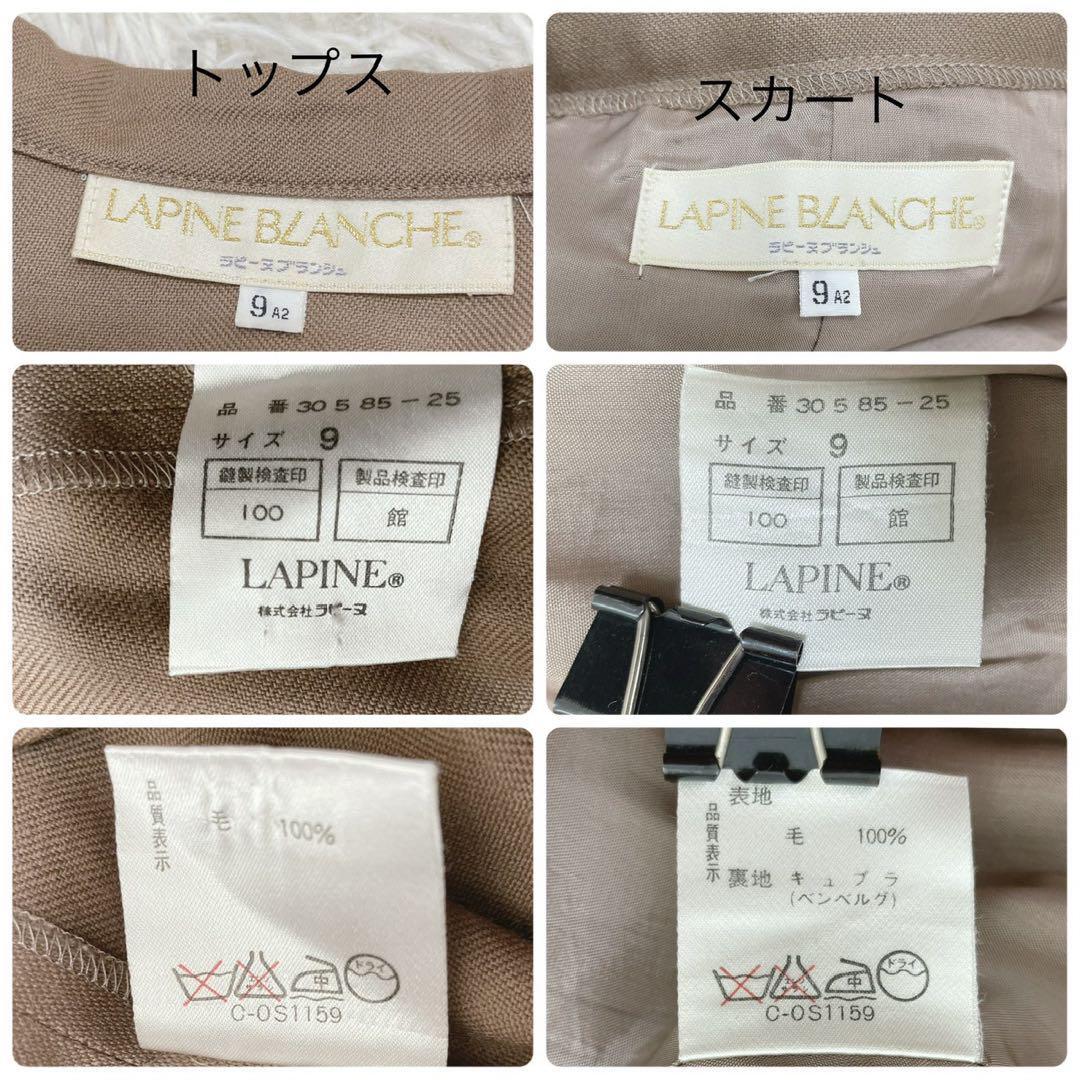 トップス
LAPINE BLANCHE®
ラピーヌブランシュ
9 A2
スカート
LAPINE BLANCHE®
ラピーヌブランシュ
9 A2
品 番 30 5 85-25
サイズ 9
縫製検査印 製品検査印
100 館
LAPINE®
株式会社ラピーヌ
品 番 30 5 85-25
サイズ 9
縫製検査印 製品検査印
100 館
LAPINE®
株式会社ラピーヌ
品質表示
毛 100%
中 ドライ
C-OS1159
品質表示
表地
毛 100%
裏地 キュプラ
(ベンベルグ)
中 ドライ
C-OS1159